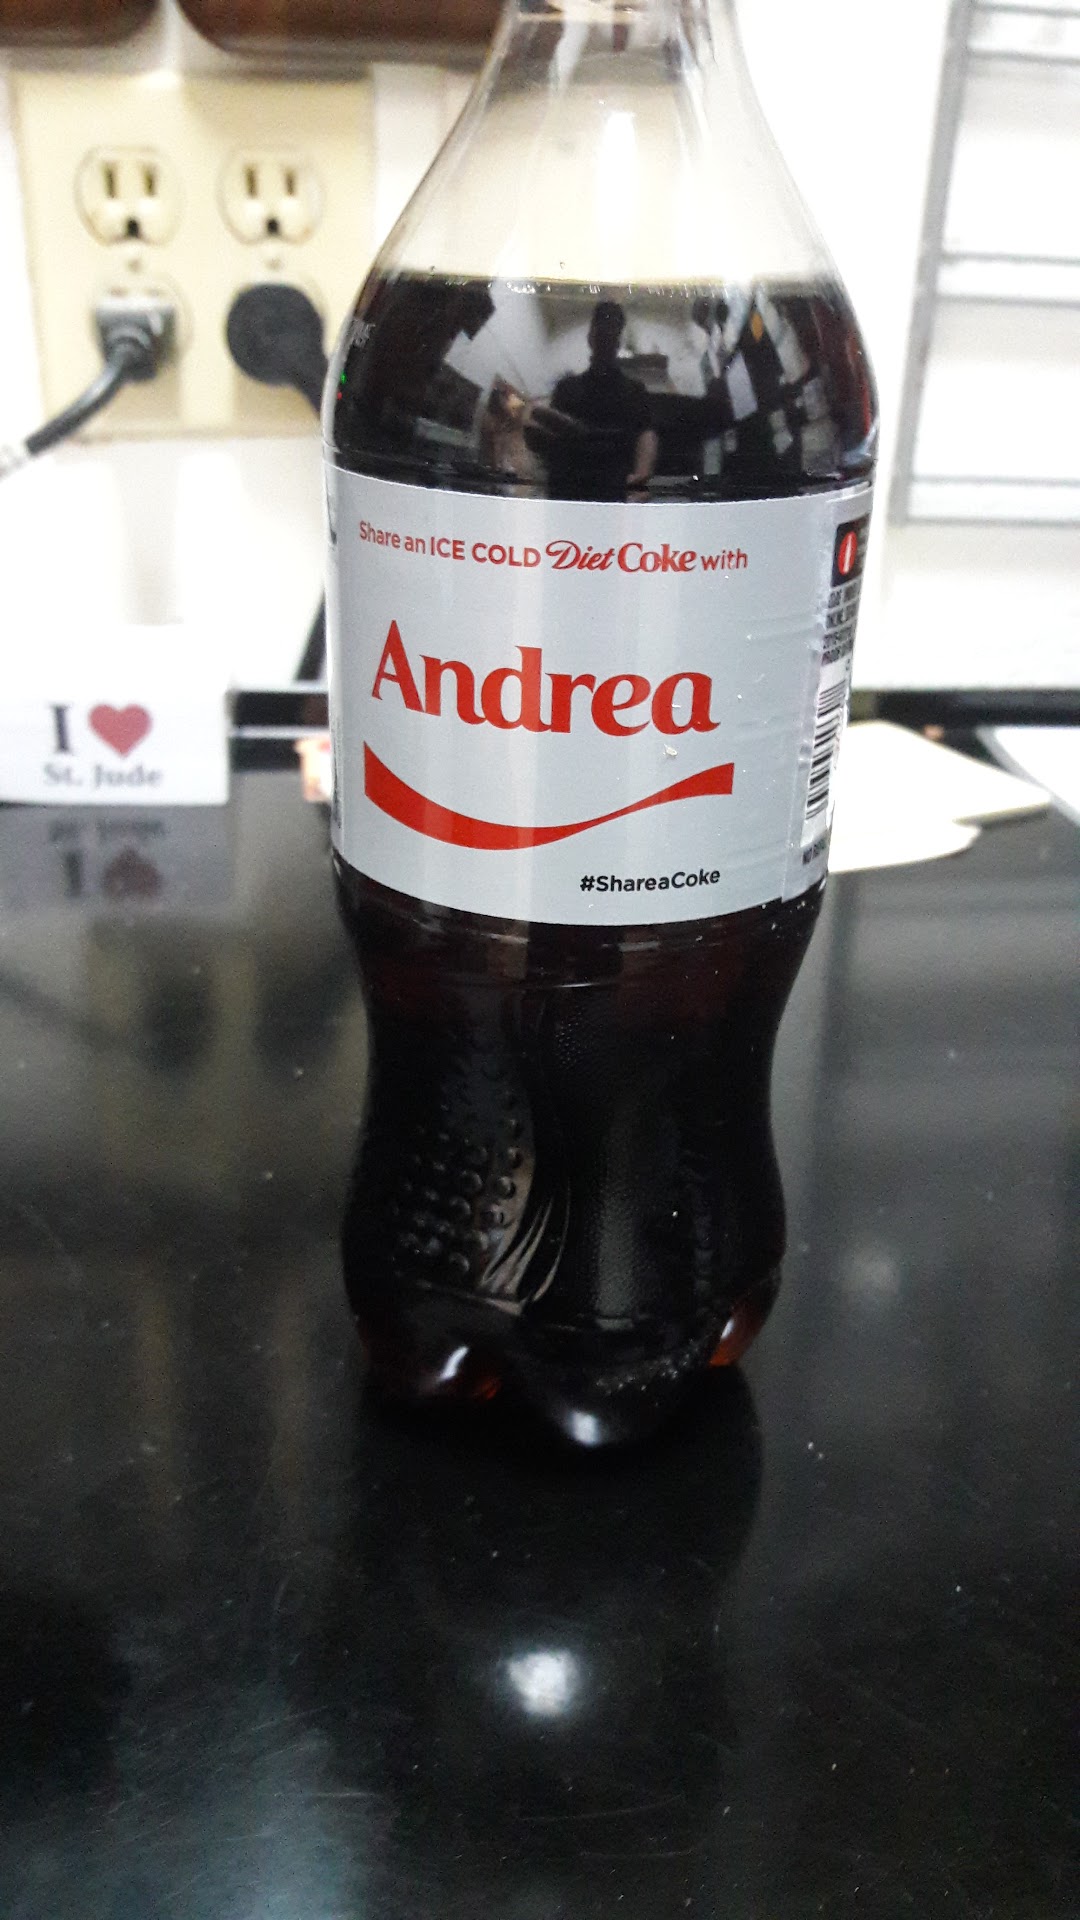 Share an ICE COLD Diet Coke with
Andrea
#ShareaCoke
I ❤
St. Jude